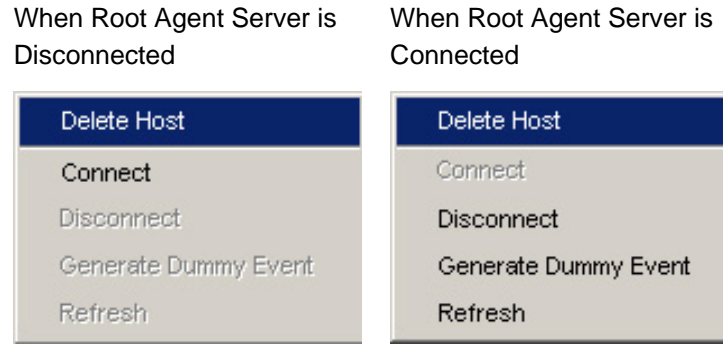 When Root Agent Server is
Disconnected
Delete Host
Connect
Disconnect
Generate Dummy Event
Refresh
When Root Agent Server is
Connected
Delete Host
Connect
Disconnect
Generate Dummy Event
Refresh